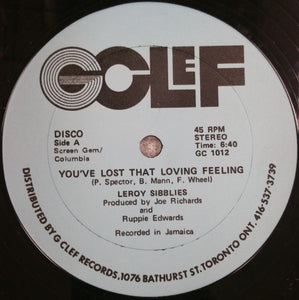 G CLEF
DISCO
Side A
Screen Gem/
Columbia
45 RPM
STEREO
Time: 6:40
GC 1012
YOU'VE LOST THAT LOVING FEELING
(P. Spector, B. Mann, F. Wheel)
LEROY SIBBLIES
Produced by Joe Richards
and
Ruppie Edwards
Recorded in Jamaica
DISTRIBUTED BY G CLEF RECORDS. 1076 BATHURST ST. TORONTO ONT. 416-537-3739